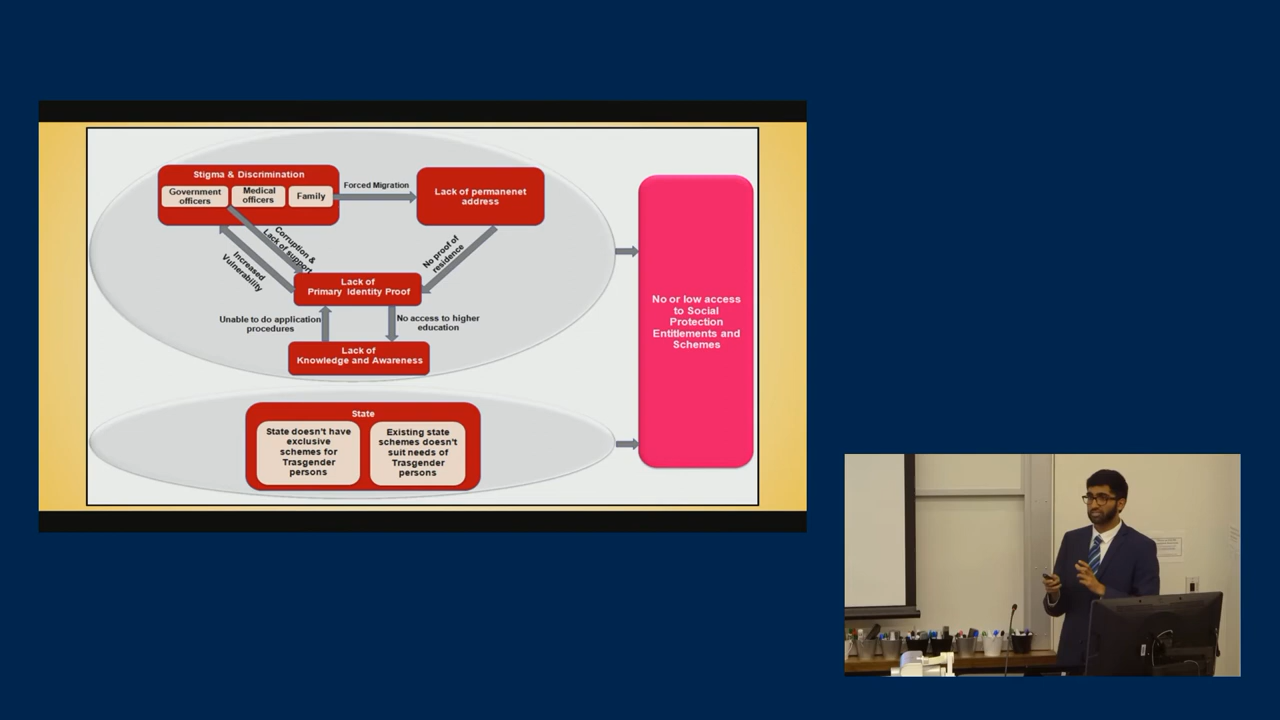 Stigma & Discrimination
Government
officers
Medical
officers
Family
Forced Migration
Lack of permanenet
address
Corruption &
Lack of support
Increased
Vulnerability
No proof of
residence
Lack of
Primary Identity Proof
Unable to do application
procedures
No access to higher
education
Lack of
Knowledge and Awareness
No or low access
to Social
Protection
Entitlements and
Schemes
State
State doesn't have
exclusive
schemes for
Trasgender
persons
Existing state
schemes doesn't
suit needs of
Trasgender
persons